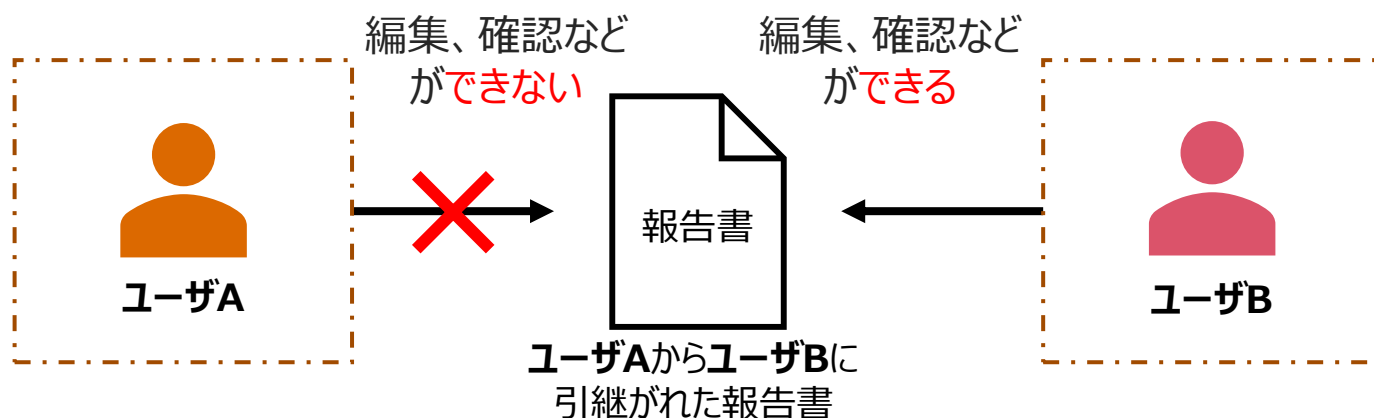 編集、確認など
ができない
編集、確認など
ができる
ユーザA
報告書
ユーザB
ユーザAからユーザBに
引継がれた報告書